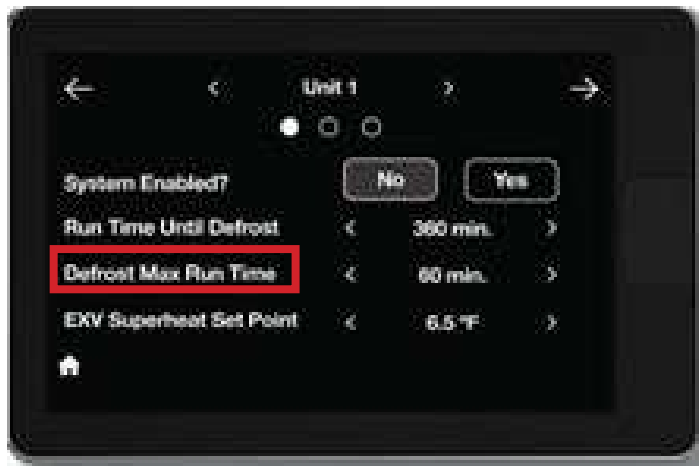 Unit 1
System Enabled? No Yes
Run Time Until Defrost 360 min.
Defrost Max Run Time 60 min.
EXV Superheat Set Point 6.5 °F